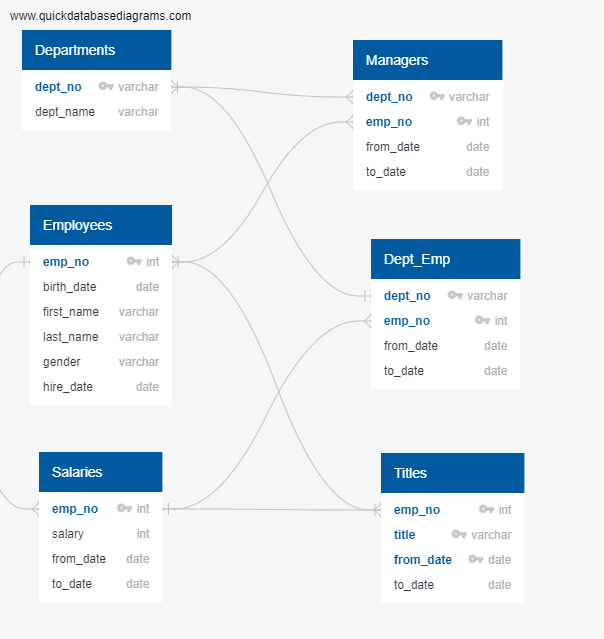 www.quickdatabasediagrams.com
Departments
dept_no varchar
dept_name varchar
Managers
dept_no varchar
emp_no int
from_date date
to_date date
Employees
emp_no int
birth_date date
first_name varchar
last_name varchar
gender varchar
hire_date date
Dept_Emp
dept_no varchar
emp_no int
from_date date
to_date date
Salaries
emp_no int
salary int
from_date date
to_date date
Titles
emp_no int
title varchar
from_date date
to_date date